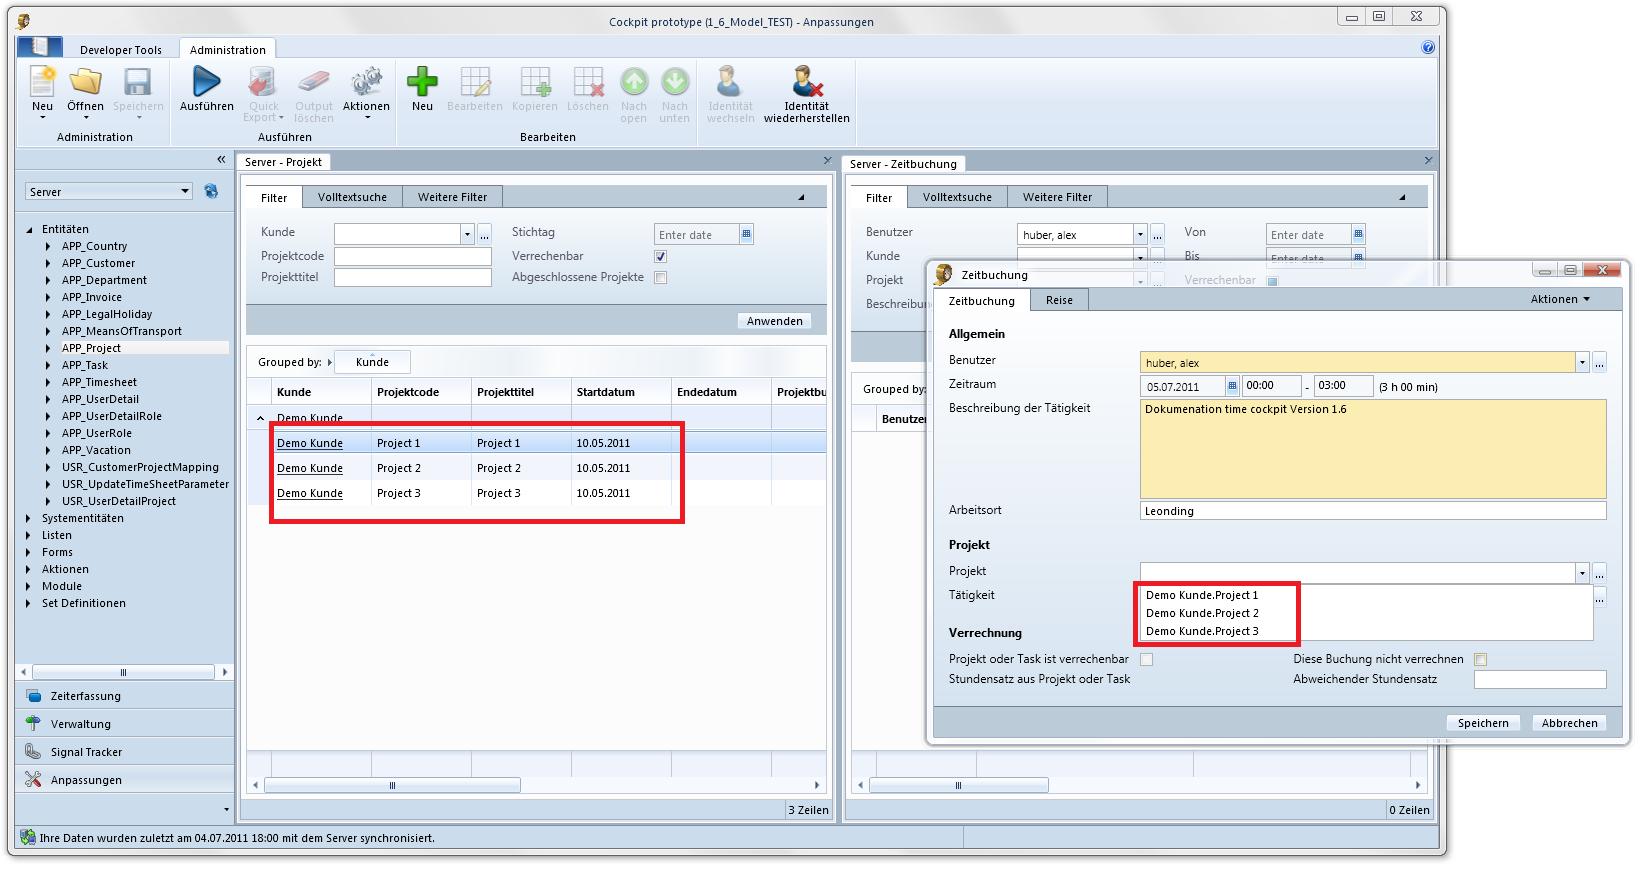 Cockpit prototype (1_6_Model_TEST) - Anpassungen
Developer Tools
Administration
Neu
Öffnen
Speichern
Administration
Ausführen
Quick Export
Output löschen
Aktionen
Ausführen
Neu
Bearbeiten
Kopieren
Löschen
Nach open
Nach unten
Bearbeiten
Identität wechseln
Identität wiederherstellen
Server
Entitäten
APP_Country
APP_Customer
APP_Department
APP_Invoice
APP_LegalHoliday
APP_MeansOfTransport
APP_Project
APP_Task
APP_Timesheet
APP_UserDetail
APP_UserDetailRole
APP_UserRole
APP_Vacation
USR_CustomerProjectMapping
USR_UpdateTimeSheetParameter
USR_UserDetailProject
Systementitäten
Listen
Forms
Aktionen
Module
Set Definitionen
Zeiterfassung
Verwaltung
Signal Tracker
Anpassungen
Server - Projekt
Filter
Volltextsuche
Weitere Filter
Kunde
Stichtag
Enter date
Projektcode
Verrechenbar
Projekttitel
Abgeschlossene Projekte
Anwenden
Grouped by:
Kunde
Kunde Projektcode Projekttitel Startdatum Endedatum Projektbu
Demo Kunde
Demo Kunde Project 1 Project 1 10.05.2011
Demo Kunde Project 2 Project 2 10.05.2011
Demo Kunde Project 3 Project 3 10.05.2011
3 Zeilen
Server - Zeitbuchung
Filter
Volltextsuche
Weitere Filter
Benutzer
huber, alex
Von
Enter date
Kunde
Bis
Enter date
Projekt
Verrechenbar
Beschreibun
Grouped by:
Benutzer
0 Zeilen
Zeitbuchung
Zeitbuchung
Reise
Aktionen
Allgemein
Benutzer
huber, alex
Zeitraum
05.07.2011
00:00
-
03:00
(3 h 00 min)
Beschreibung der Tätigkeit
Dokumenation time cockpit Version 1.6
Arbeitsort
Leonding
Projekt
Projekt
Tätigkeit
Demo Kunde.Project 1
Demo Kunde.Project 2
Demo Kunde.Project 3
Verrechnung
Projekt oder Task ist verrechenbar
Diese Buchung nicht verrechnen
Stundensatz aus Projekt oder Task
Abweichender Stundensatz
Speichern
Abbrechen
Ihre Daten wurden zuletzt am 04.07.2011 18:00 mit dem Server synchronisiert.